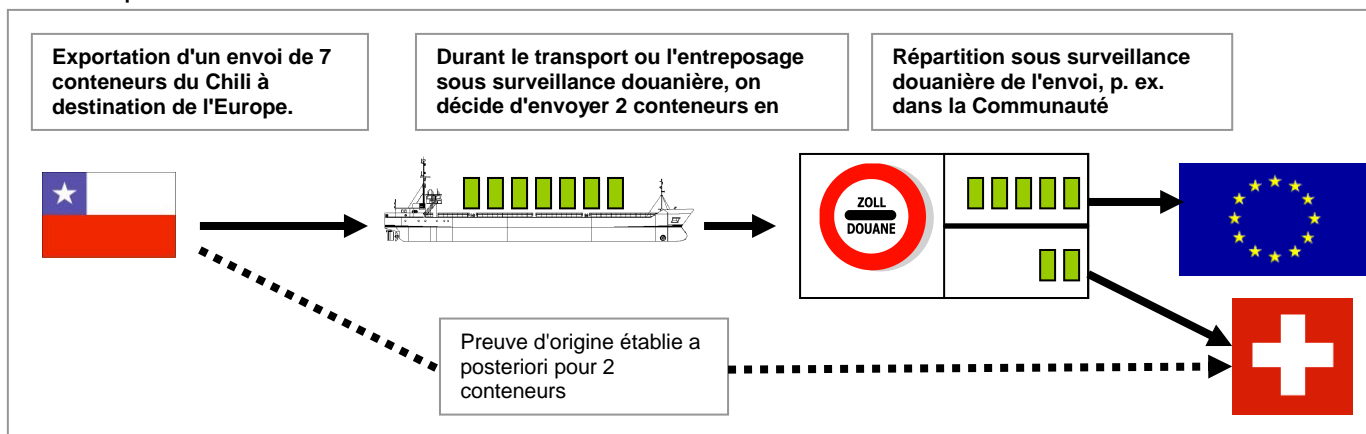 Exportation d'un envoi de 7
conteneurs du Chili à
destination de l'Europe.
Durant le transport ou l'entreposage
sous surveillance douanière, on
décide d'envoyer 2 conteneurs en
Répartition sous surveillance
douanière de l'envoi, p. ex.
dans la Communauté
ZOLL
DOUANE
Preuve d'origine établie a
posteriori pour 2
conteneurs